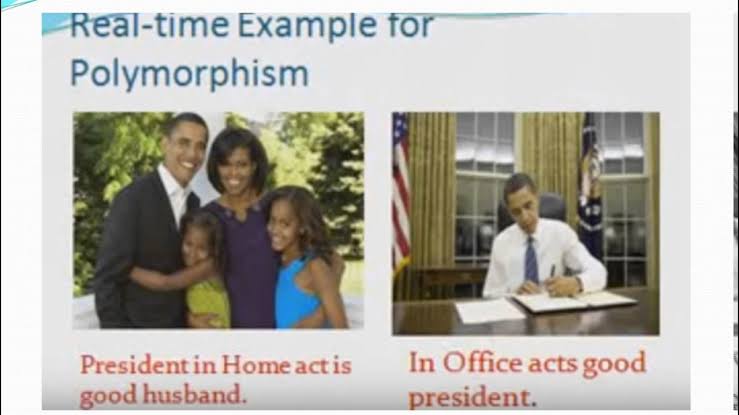 Real-time Example for
Polymorphism
President in Home act is
good husband.
In Office acts good
president.